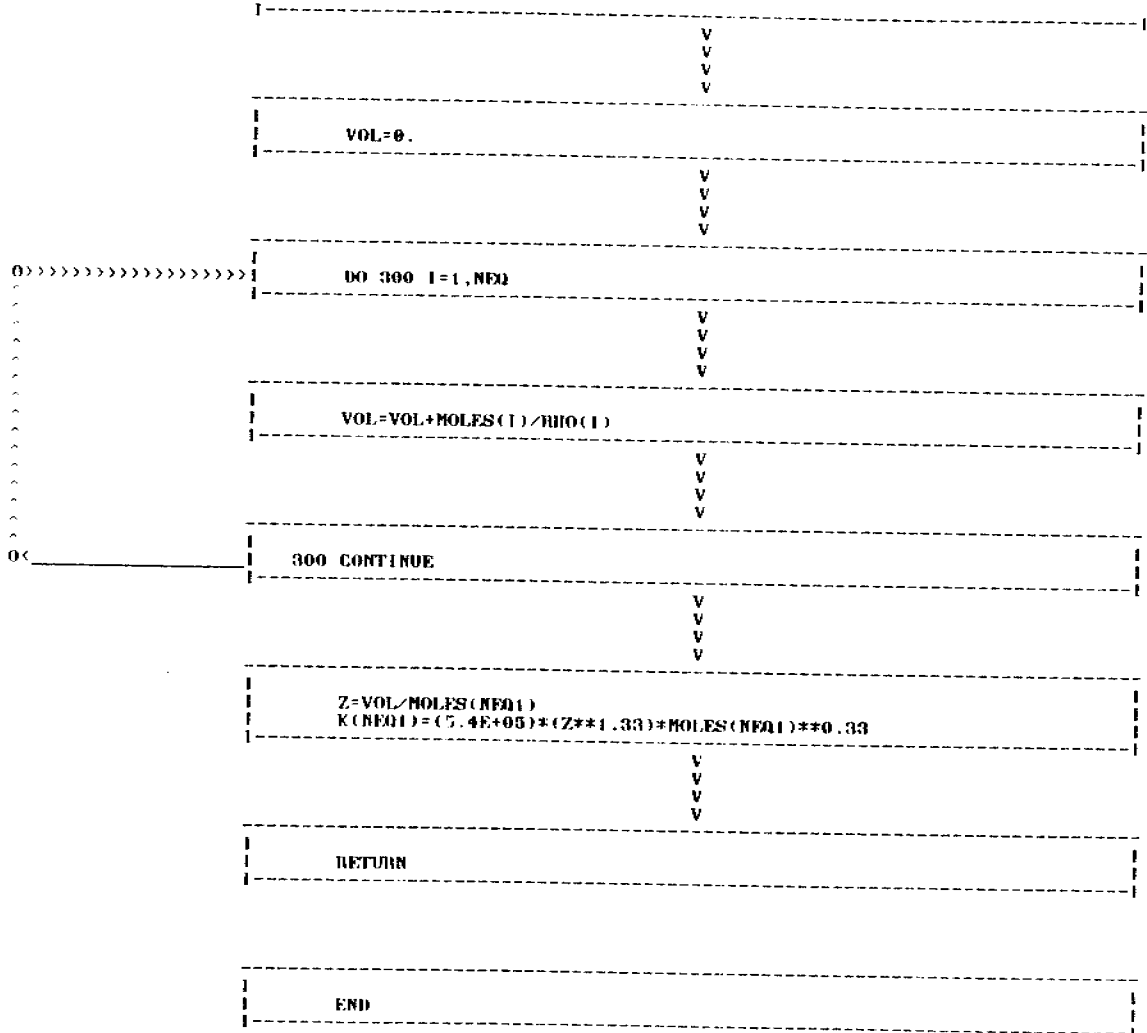 VOL=0.
DO 300 I=1,NEQ
VOL=VOL+MOLES(I)/RHO(I)
300 CONTINUE
Z=VOL/MOLES(NEQ1)
K(NEQ1)=(5.4E+05)*(Z**1.33)*MOLES(NEQ1)**0.33
RETURN
END